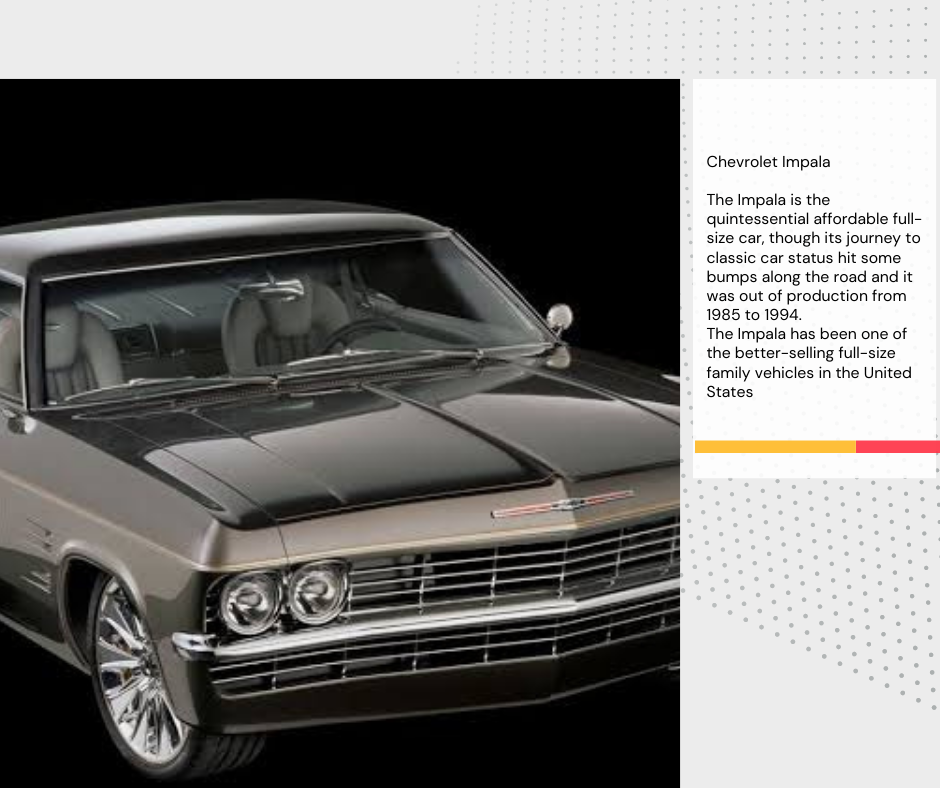 Chevrolet Impala
The Impala is the
quintessential affordable full-
size car, though its journey to
classic car status hit some
bumps along the road and it
was out of production from
1985 to 1994.
The Impala has been one of
the better-selling full-size
family vehicles in the United
States